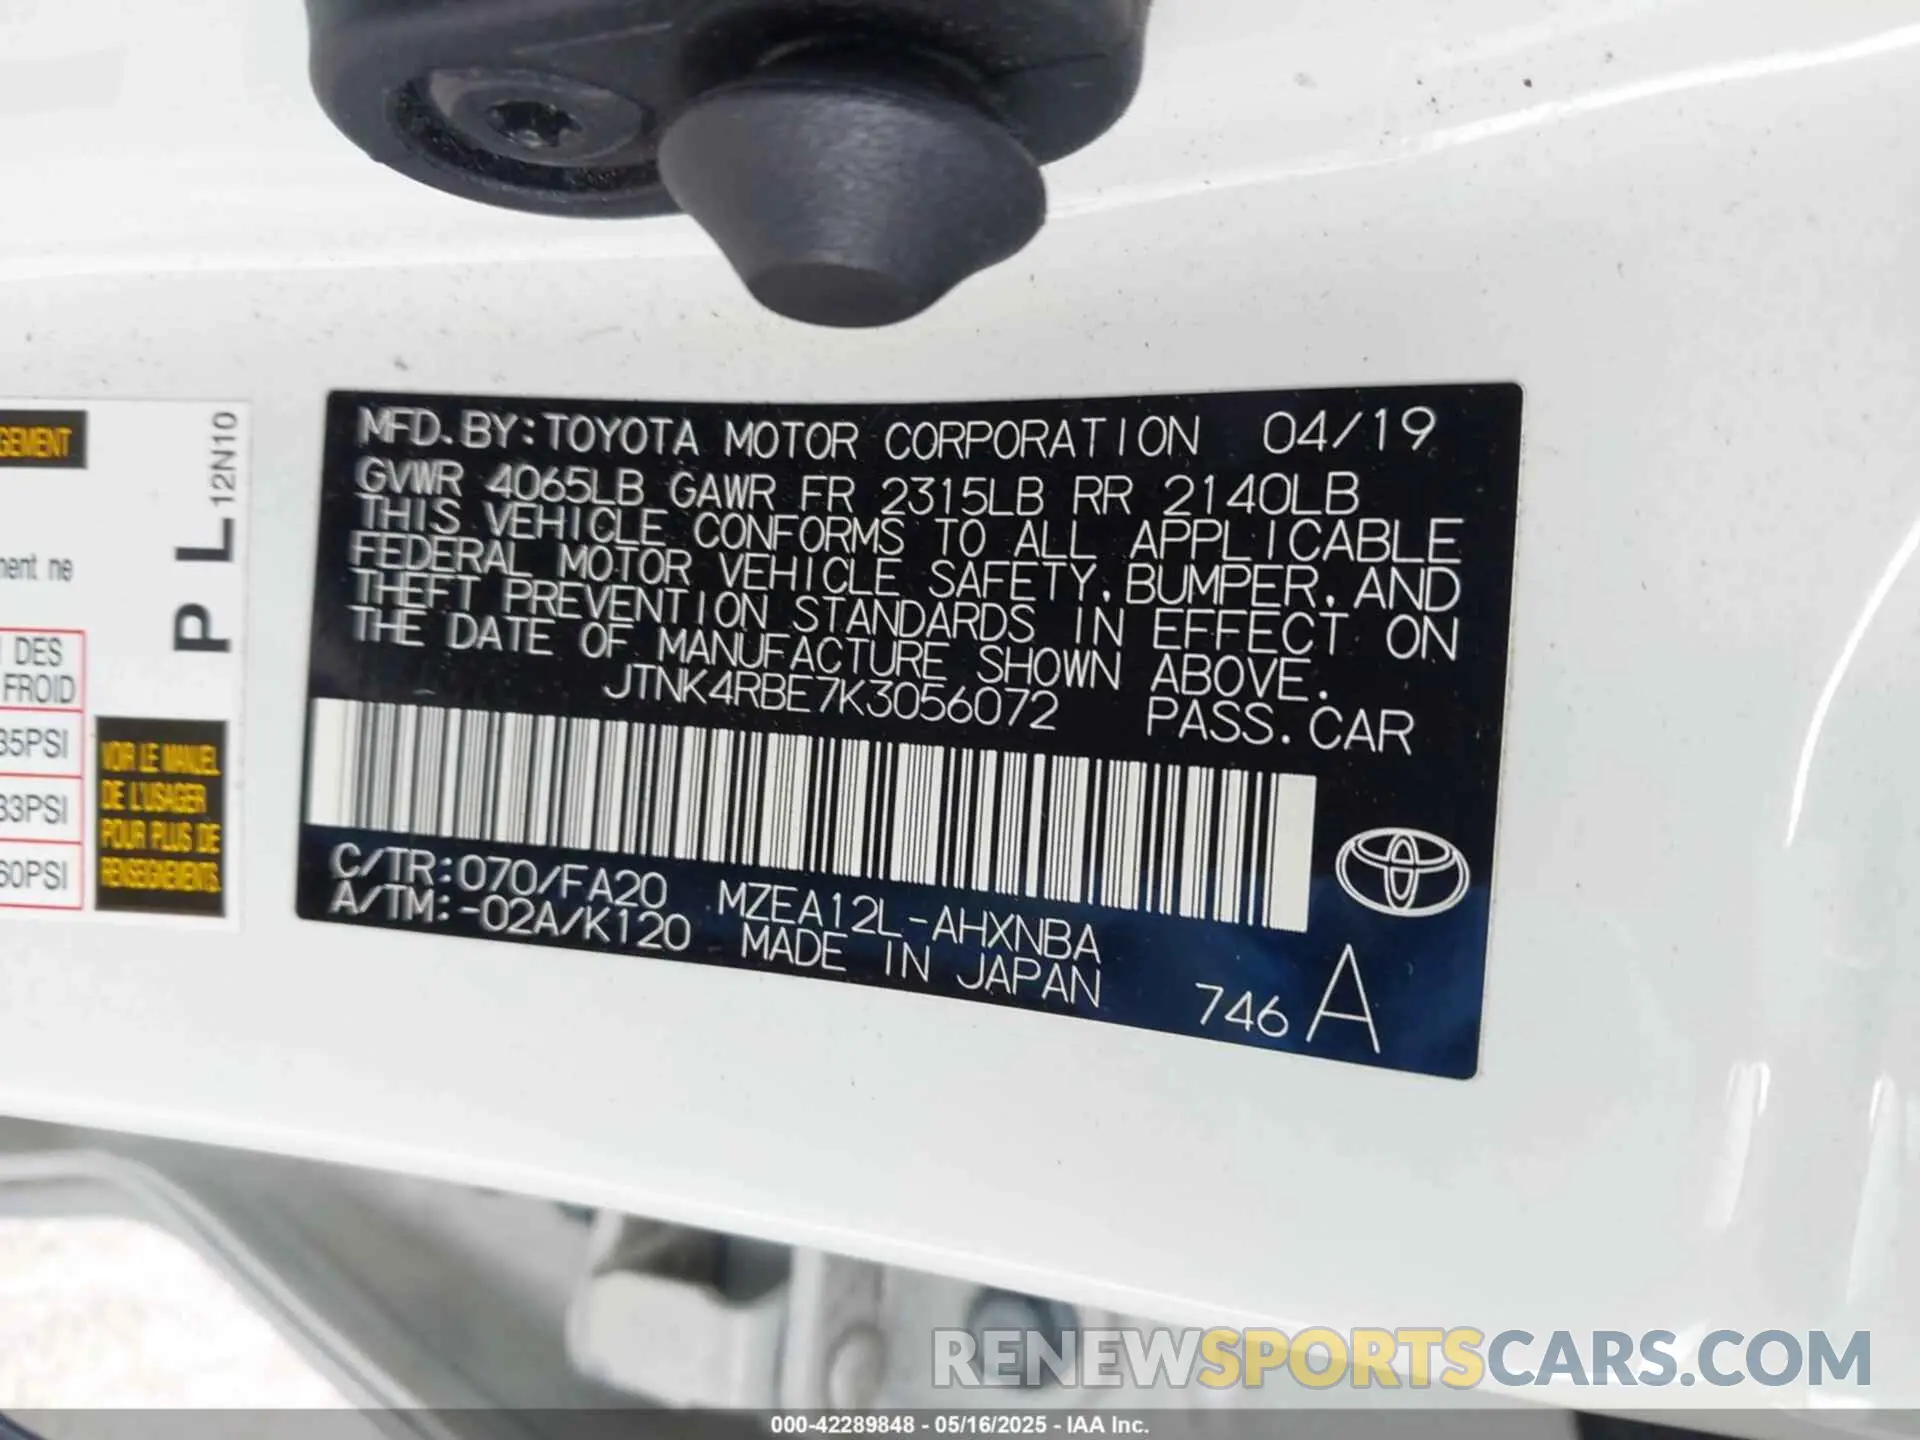 GEMENT
ment ne
DES
FROID
35PSI
33PSI
60PSI
P L 12N10
VOIR LE MANUEL
DE L'USAGER
POUR PLUS DE
RENSEIGNEMENTS.
MFD. BY: TOYOTA MOTOR CORPORATION 04/19
GVWR 4065LB GAWR FR 2315LB RR 2140LB
THIS VEHICLE CONFORMS TO ALL APPLICABLE
FEDERAL MOTOR VEHICLE SAFETY, BUMPER, AND
THEFT PREVENTION STANDARDS IN EFFECT ON
THE DATE OF MANUFACTURE SHOWN ABOVE.
JTNK4RBE7K3056072 PASS. CAR
C/TR:070/FA20 MZEA12L-AHXNBA
A/TM:-02A/K120 MADE IN JAPAN
746 A
RENEWSPORTSCARS.COM
000-42289848 - 05/16/2025 - IAA Inc.